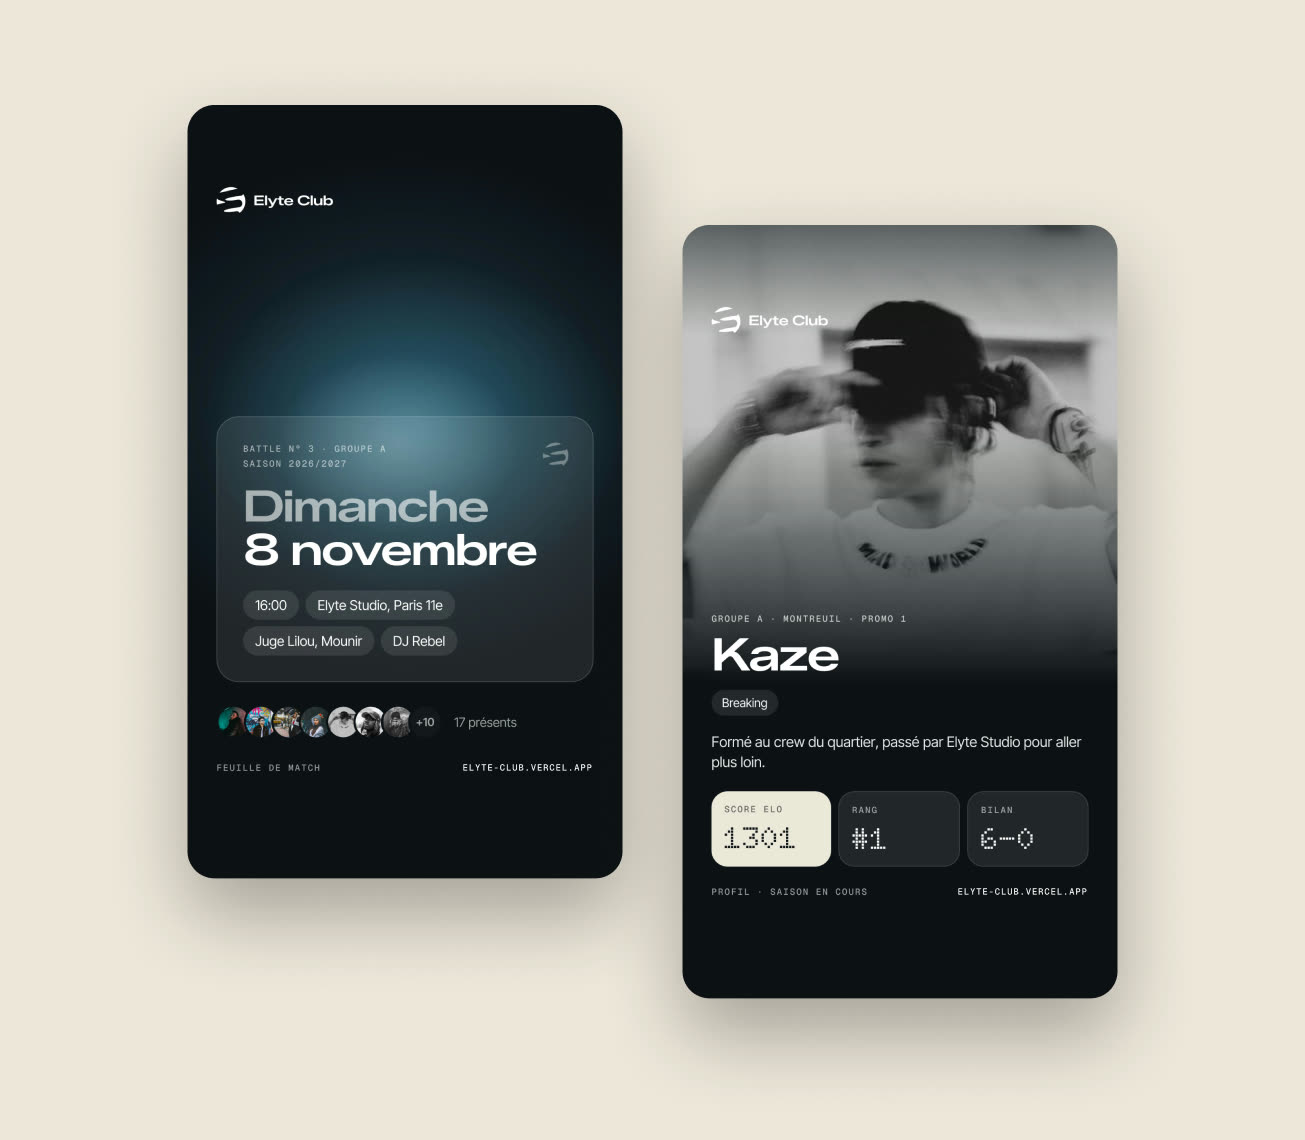 Elyte Club
BATTLE N° 3 · GROUPE A
SAISON 2026/2027
Dimanche
8 novembre
16:00
Elyte Studio, Paris 11e
Juge Lilou, Mounir
DJ Rebel
+10
17 présents
FEUILLE DE MATCH
ELYTE-CLUB.VERCEL.APP
Elyte Club
WORLD
GROUPE A · MONTREUIL · PROMO 1
Kaze
Breaking
Formé au crew du quartier, passé par Elyte Studio pour aller
plus loin.
SCORE ELO
1301
RANG
#1
BILAN
6–0
PROFIL · SAISON EN COURS
ELYTE-CLUB.VERCEL.APP